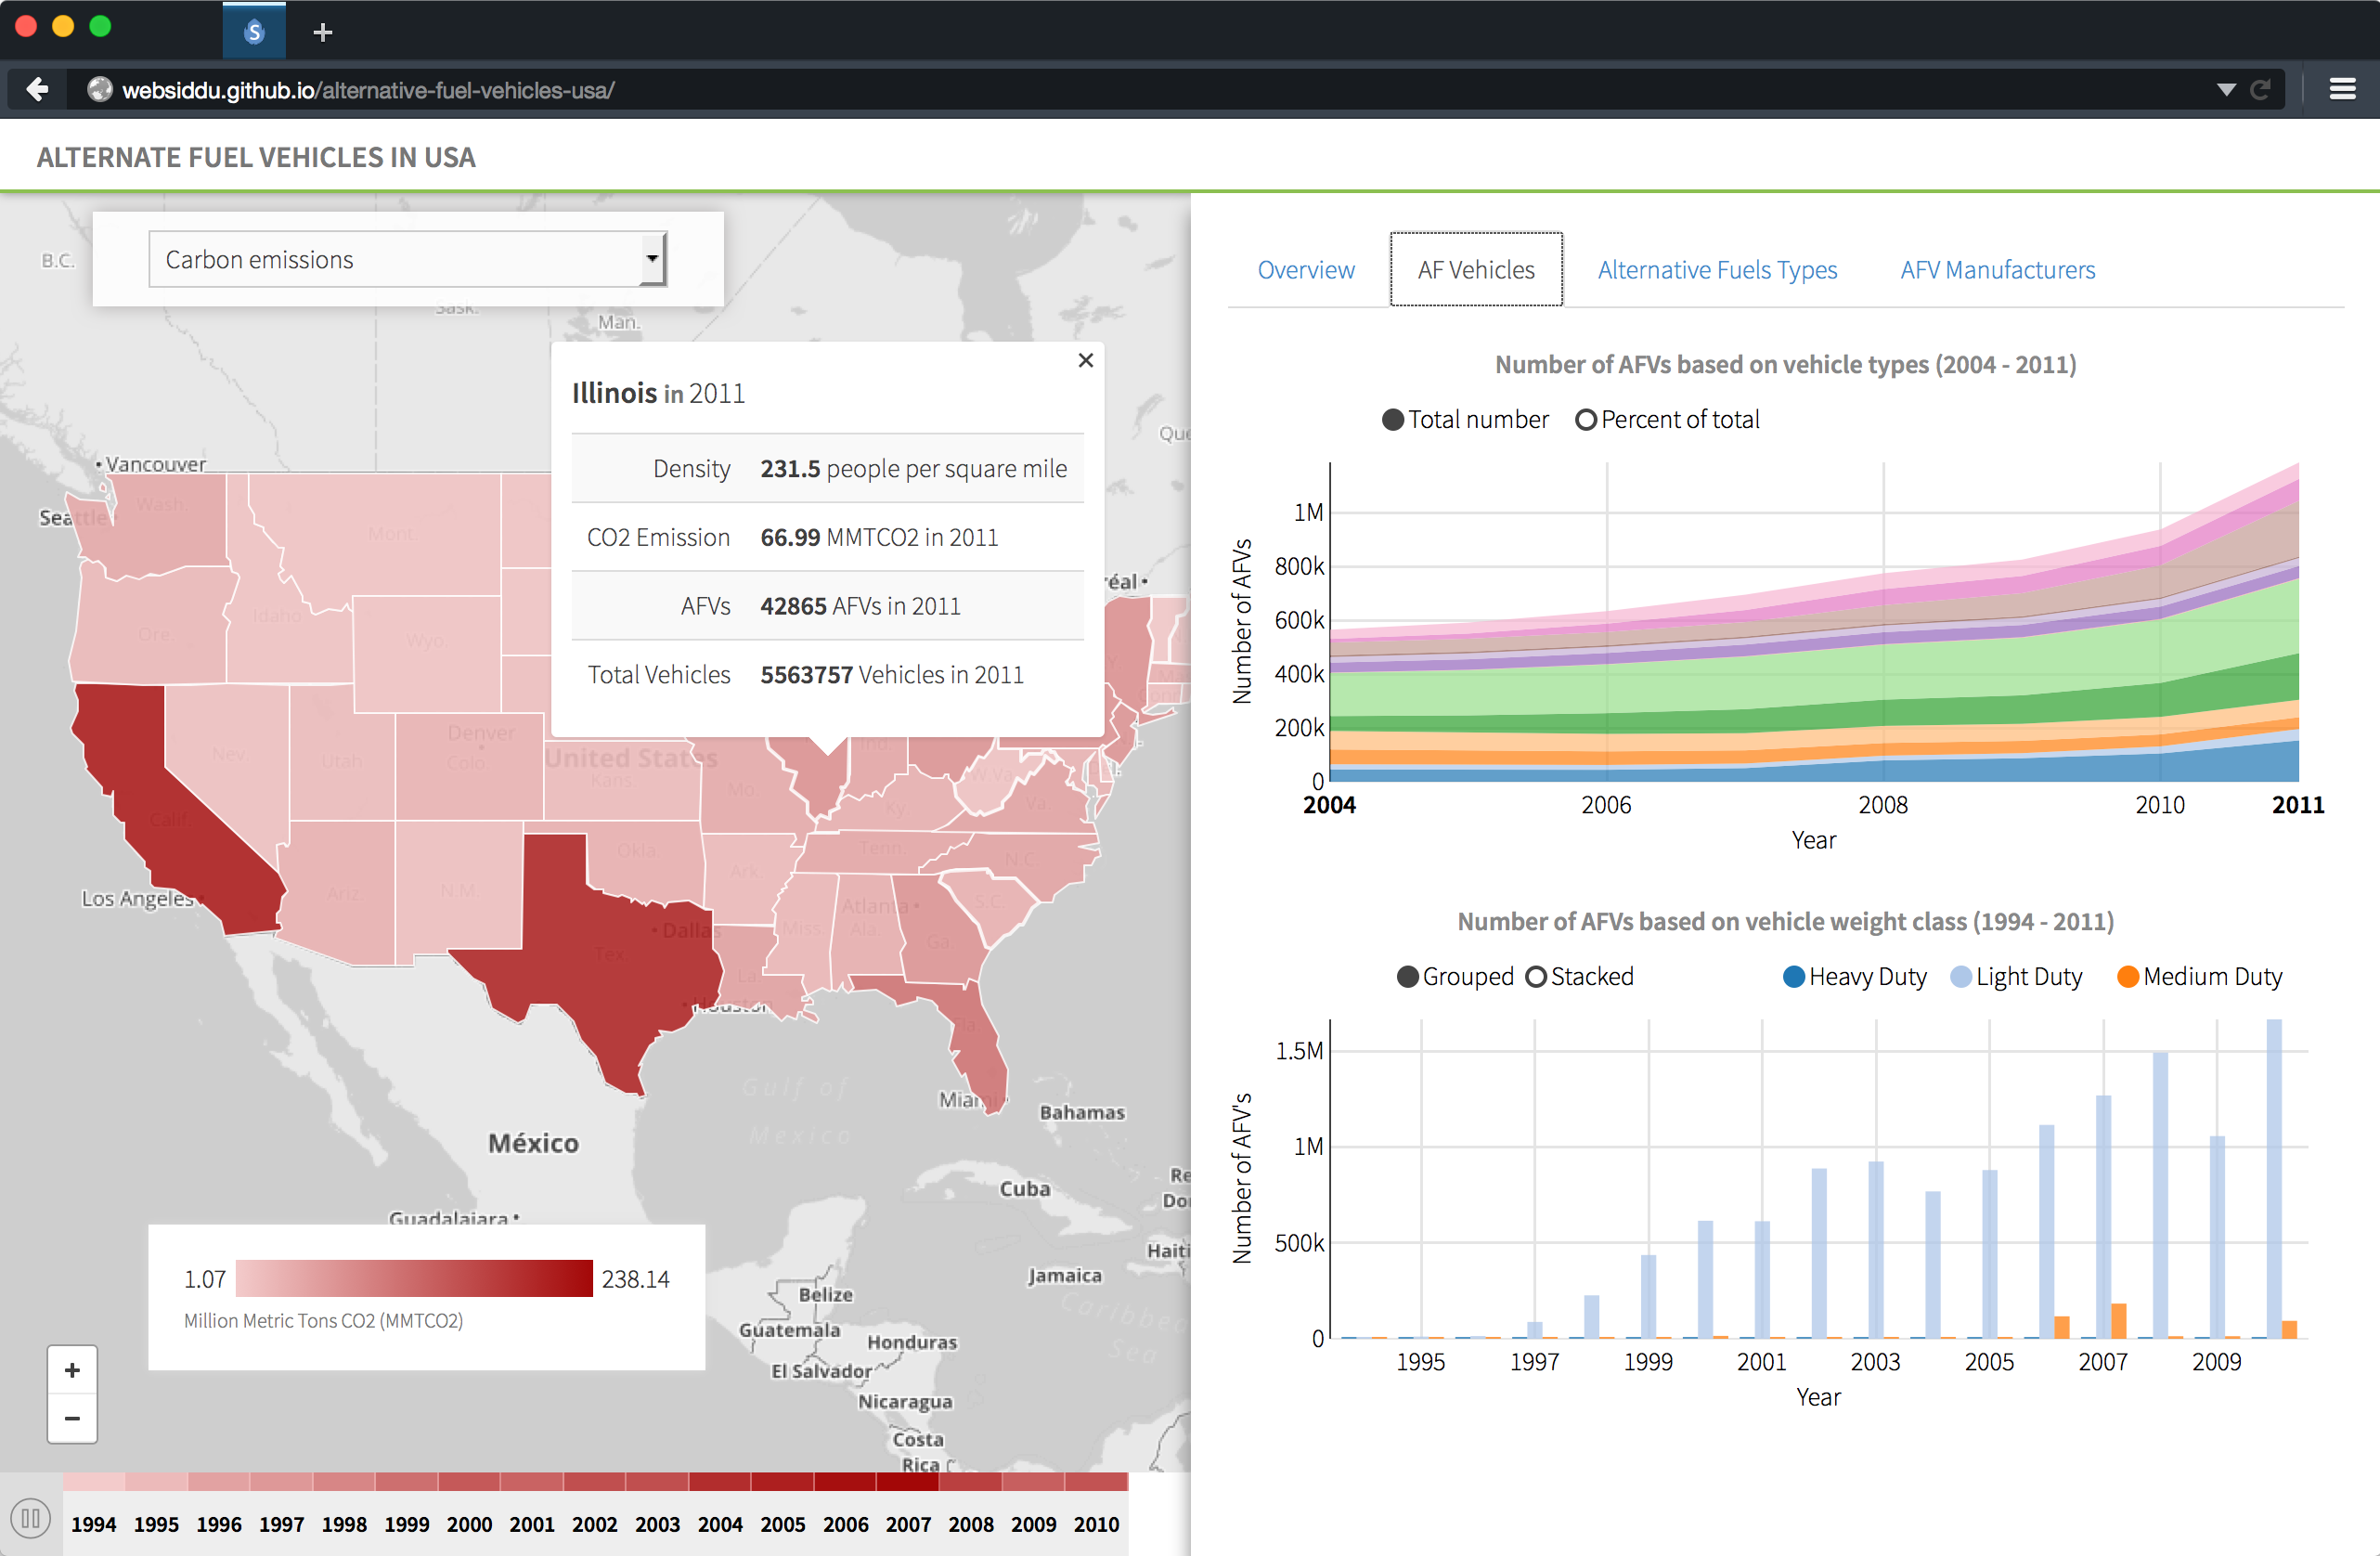 S
+
websiddu.github.io/alternative-fuel-vehicles-usa/
ALTERNATE FUEL VEHICLES IN USA
Carbon emissions
B.C.
Sask.
Man.
Que
Illinois in 2011
Density 231.5 people per square mile
CO2 Emission 66.99 MMTCO2 in 2011
AFVs 42865 AFVs in 2011
Total Vehicles 5563757 Vehicles in 2011
Vancouver
Seattle
Wash.
Mont.
Ore.
Idaho
Wyo.
réal
Nev.
Utah
Denver
Colo.
United States
Kans.
Mo.
Ind.
Ky.
W.Va.
Va.
Calif.
Los Angeles
Ariz.
N.M.
Okla.
Ark.
Tenn.
N.C.
S.C.
Atlanta
Miss.
Ala.
Ga.
Dallas
Tex.
La.
Houston
Fla.
Miami
Gulf of
Mexico
Bahamas
México
Cuba
Re
Do
Guadalajara
Haiti
Jamaica
Caribbea
Sea
Belize
Guatemala
Honduras
El Salvador
Nicaragua
Costa
Rica
1.07 238.14
Million Metric Tons CO2 (MMTCO2)
+
−
1994 1995 1996 1997 1998 1999 2000 2001 2002 2003 2004 2005 2006 2007 2008 2009 2010
Overview AF Vehicles Alternative Fuels Types AFV Manufacturers
Number of AFVs based on vehicle types (2004 - 2011)
Total number Percent of total
Number of AFVs
1M
800k
600k
400k
200k
0
2004 2006 2008 2010 2011
Year
Number of AFVs based on vehicle weight class (1994 - 2011)
Grouped Stacked Heavy Duty Light Duty Medium Duty
Number of AFV's
1.5M
1M
500k
0
1995 1997 1999 2001 2003 2005 2007 2009
Year